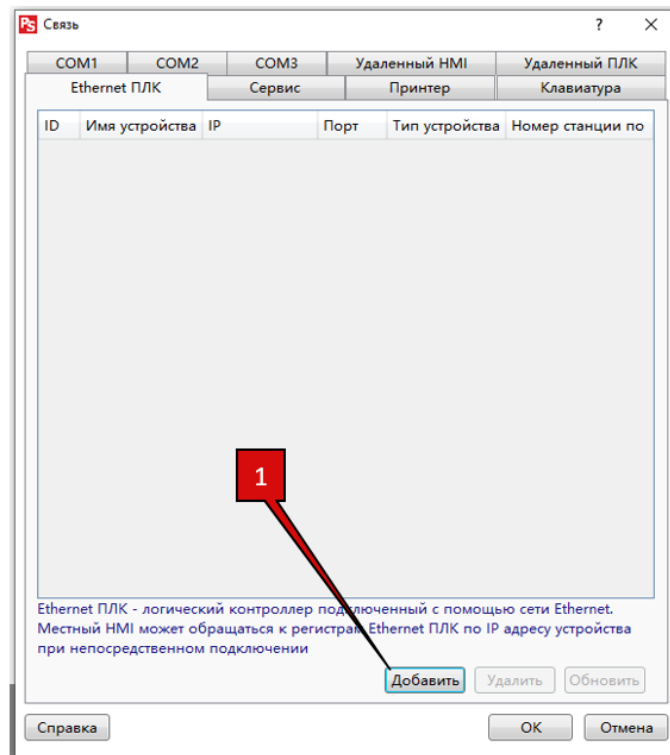 PS Связь ? ×
COM1 COM2 COM3 Удаленный HMI Удаленный ПЛК
Ethernet ПЛК Сервис Принтер Клавиатура
ID Имя устройства IP Порт Тип устройства Номер станции по
1
Ethernet ПЛК - логический контроллер подключенный с помощью сети Ethernet.
Местный HMI может обращаться к регистрам Ethernet ПЛК по IP адресу устройства
при непосредственном подключении
Добавить Удалить Обновить
Справка OK Отмена